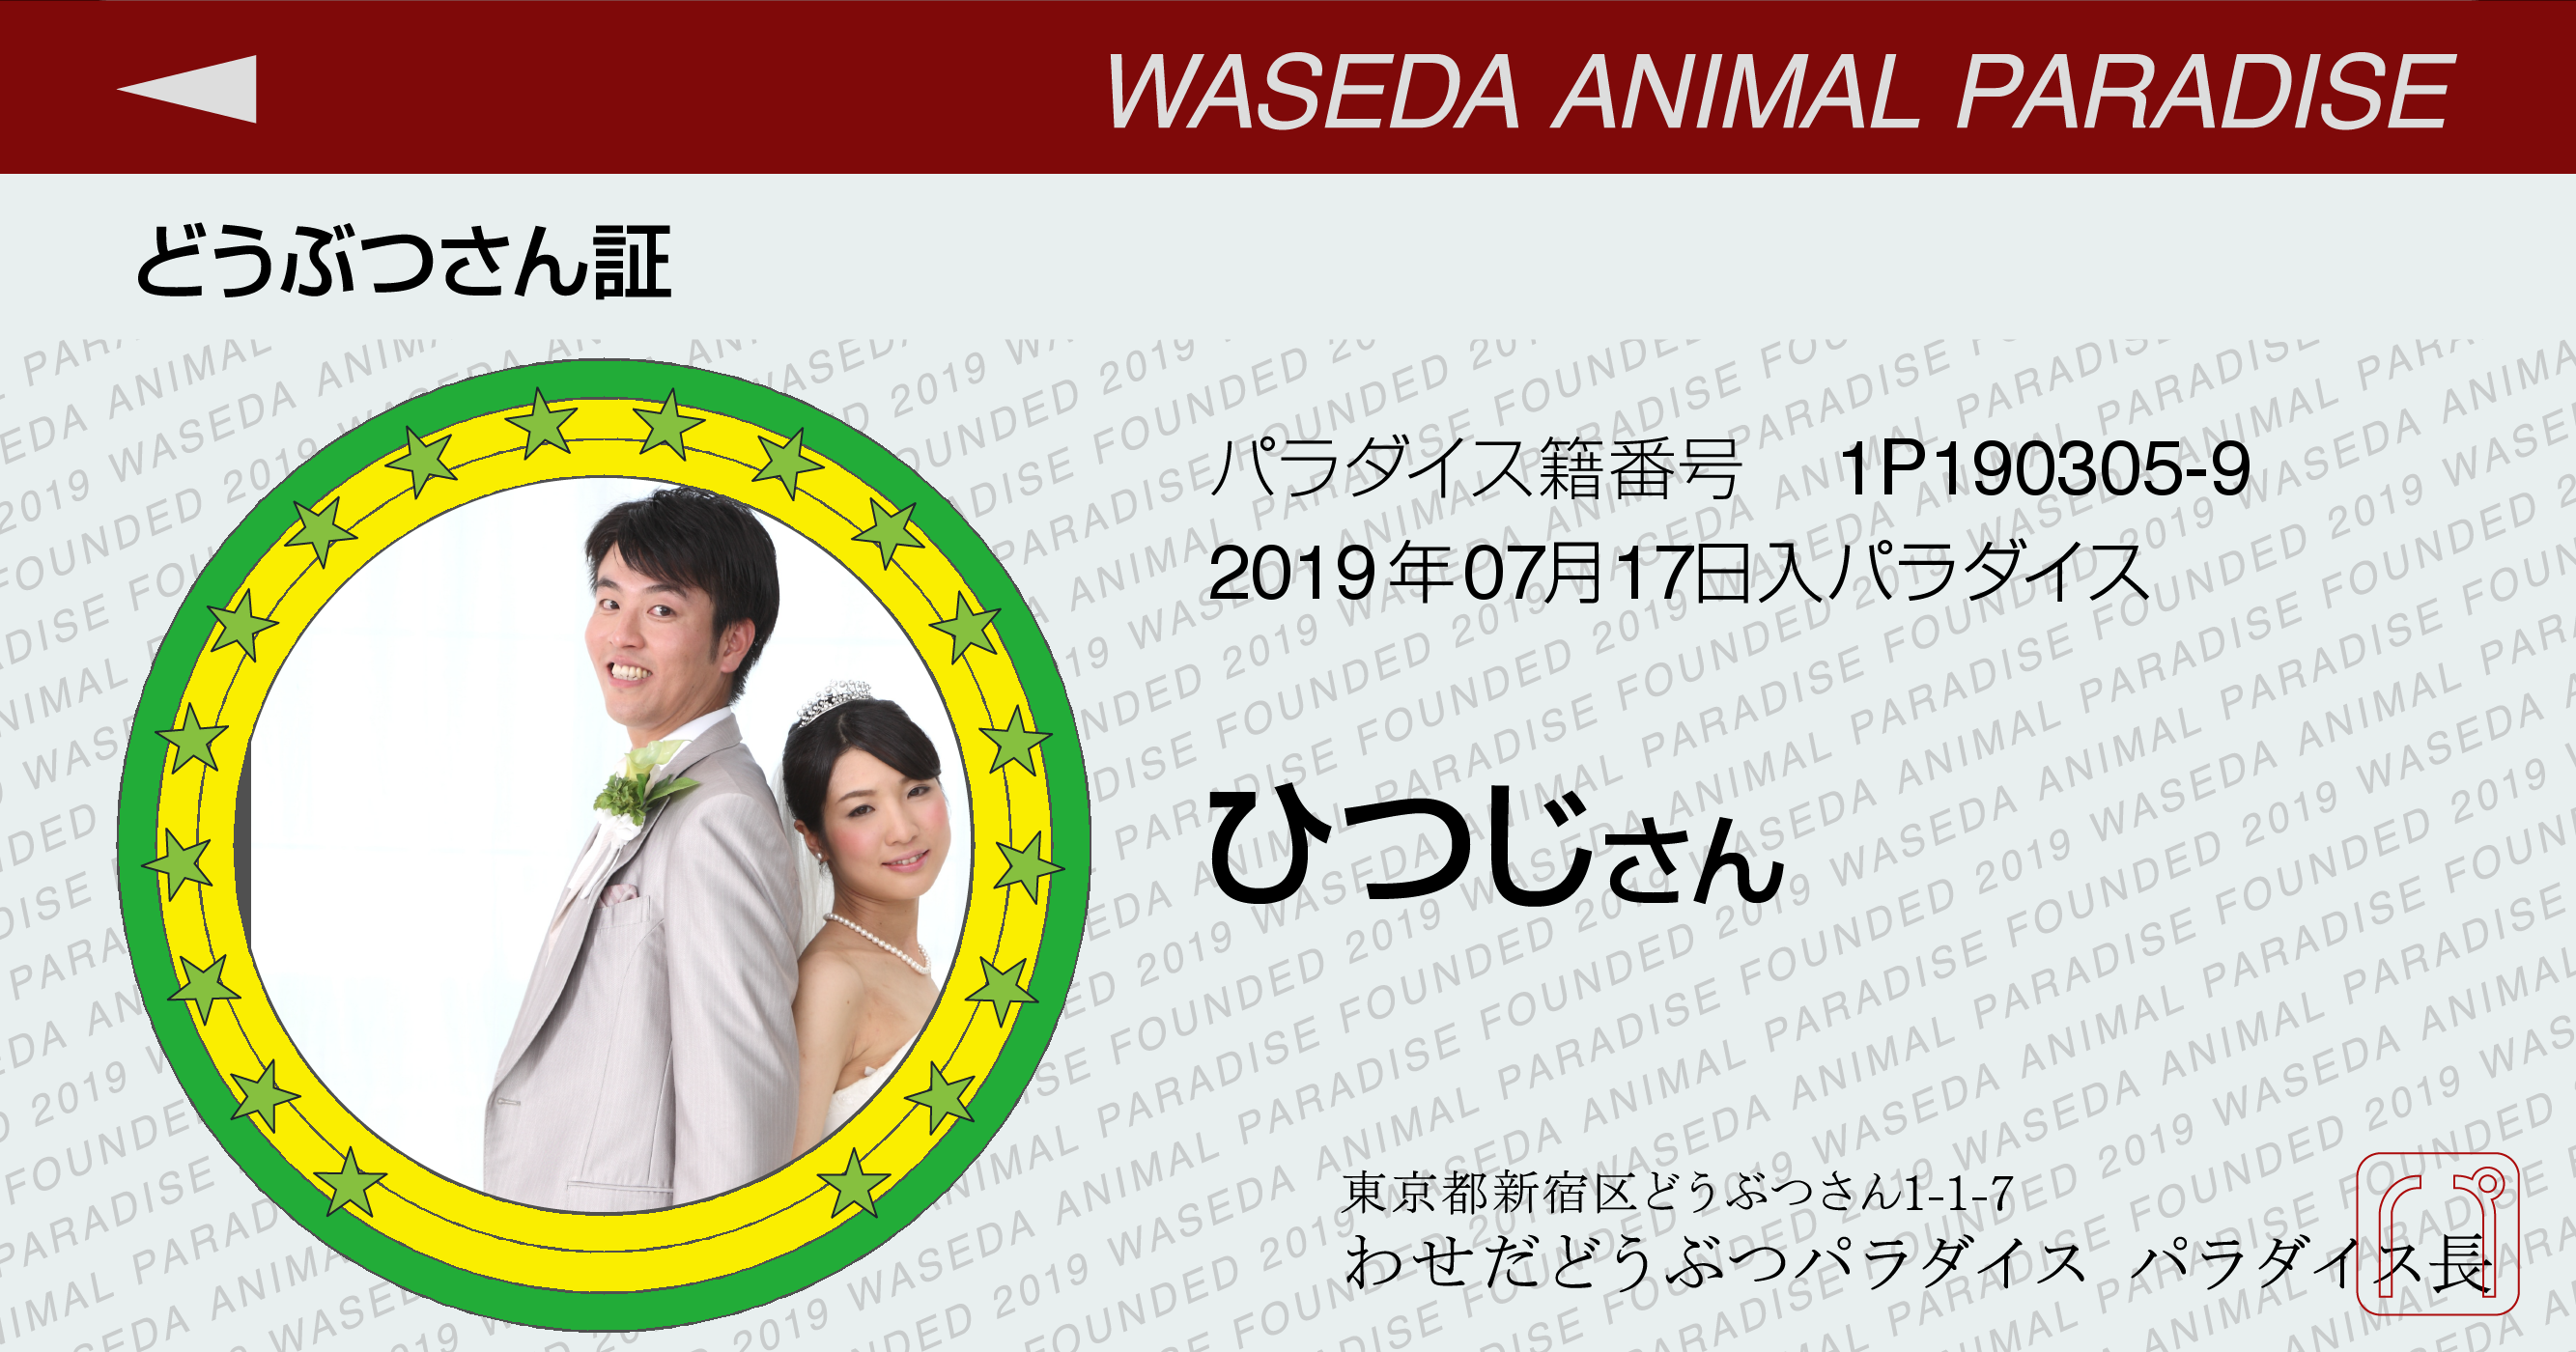 WASEDA ANIMAL PARADISE
どうぶつさん証
パラダイス籍番号 1P190305-9
2019年07月17日入パラダイス
ひつじさん
東京都新宿区どうぶつさん1-1-7
わせだどうぶつパラダイス パラダイス長